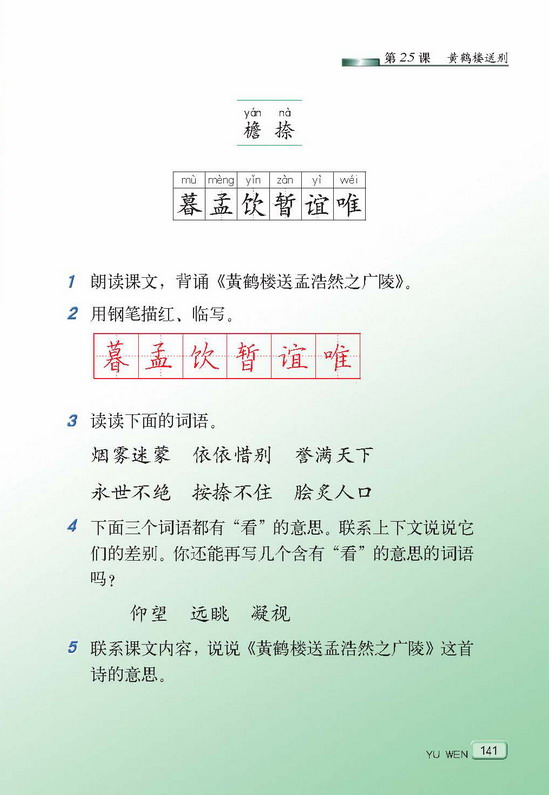 第25课 黄鹤楼送别
yán nà
檐 捺
mù mèng yǐn zàn yì wéi
暮 孟 饮 暂 谊 唯
1 朗读课文，背诵《黄鹤楼送孟浩然之广陵》。
2 用钢笔描红、临写。
暮 孟 饮 暂 谊 唯
3 读读下面的词语。
烟雾迷蒙 依依惜别 誉满天下
永世不绝 按捺不住 脍炙人口
4 下面三个词语都有“看”的意思。联系上下文说说它
们的差别。你还能再写几个含有“看”的意思的词语
吗？
仰望 远眺 凝视
5 联系课文内容，说说《黄鹤楼送孟浩然之广陵》这首
诗的意思。
YU WEN 141